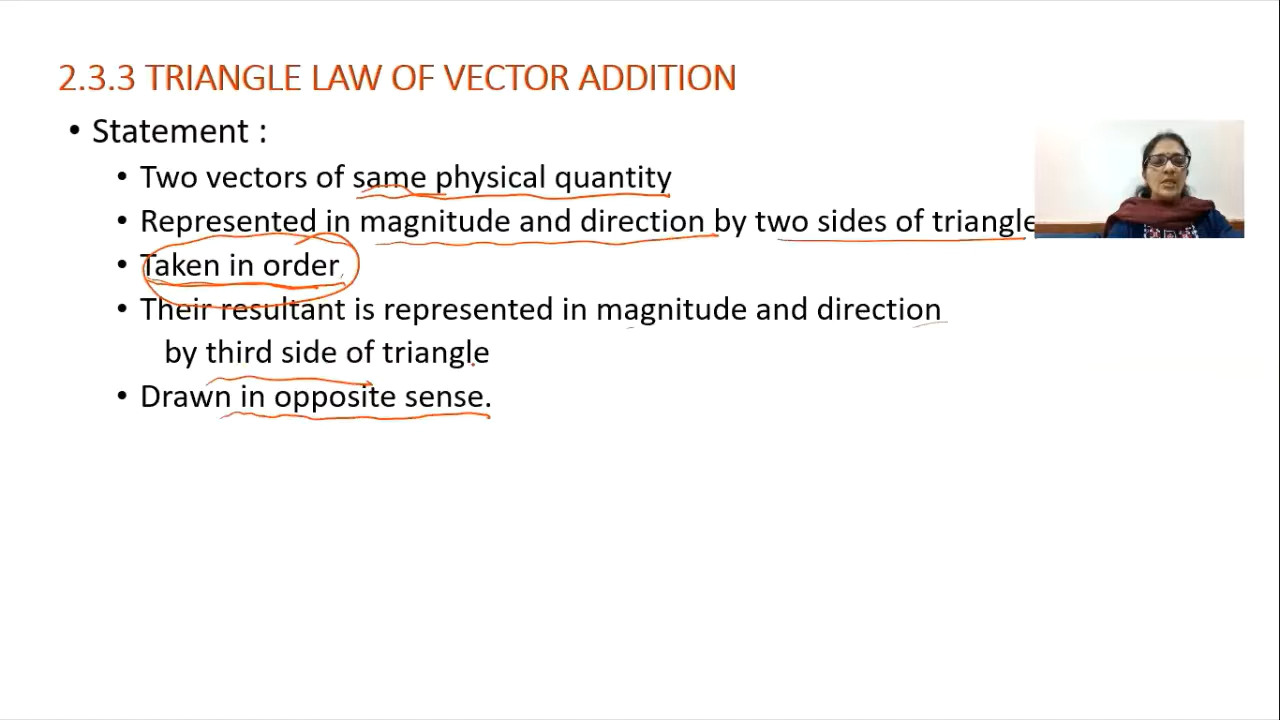 2.3.3 TRIANGLE LAW OF VECTOR ADDITION
• Statement :
• Two vectors of same physical quantity
• Represented in magnitude and direction by two sides of triangle
• Taken in order
• Their resultant is represented in magnitude and direction
by third side of triangle
• Drawn in opposite sense.